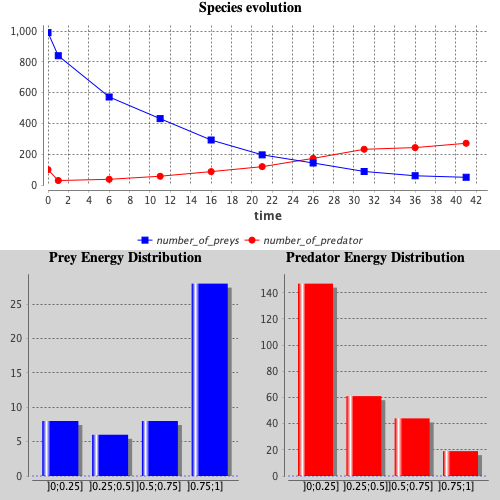 Species evolution
1,000
800
600
400
200
0
0 2 4 6 8 10 12 14 16 18 20 22 24 26 28 30 32 34 36 38 40 42
time
number_of_preys number_of_predator
Prey Energy Distribution
25
20
15
10
5
0
]0;0.25] ]0.25;0.5] ]0.5;0.75] ]0.75;1]
Predator Energy Distribution
140
120
100
80
60
40
20
0
]0;0.25] ]0.25;0.5] ]0.5;0.75] ]0.75;1]